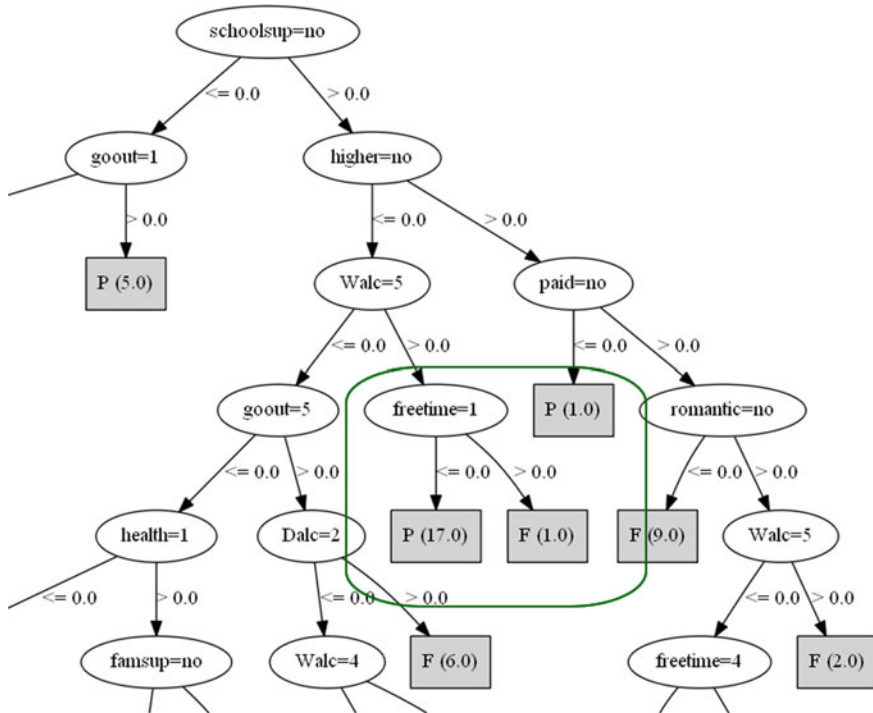 schoolsup=no
<= 0.0
> 0.0
goout=1
higher=no
> 0.0
<= 0.0
> 0.0
P (5.0)
Walc=5
paid=no
<= 0.0
> 0.0
<= 0.0
> 0.0
goout=5
freetime=1
P (1.0)
romantic=no
<= 0.0
> 0.0
<= 0.0
> 0.0
<= 0.0
> 0.0
health=1
Dalc=2
P (17.0)
F (1.0)
F (9.0)
Walc=5
<= 0.0
> 0.0
<= 0.0
> 0.0
<= 0.0
> 0.0
famsup=no
Walc=4
F (6.0)
freetime=4
F (2.0)